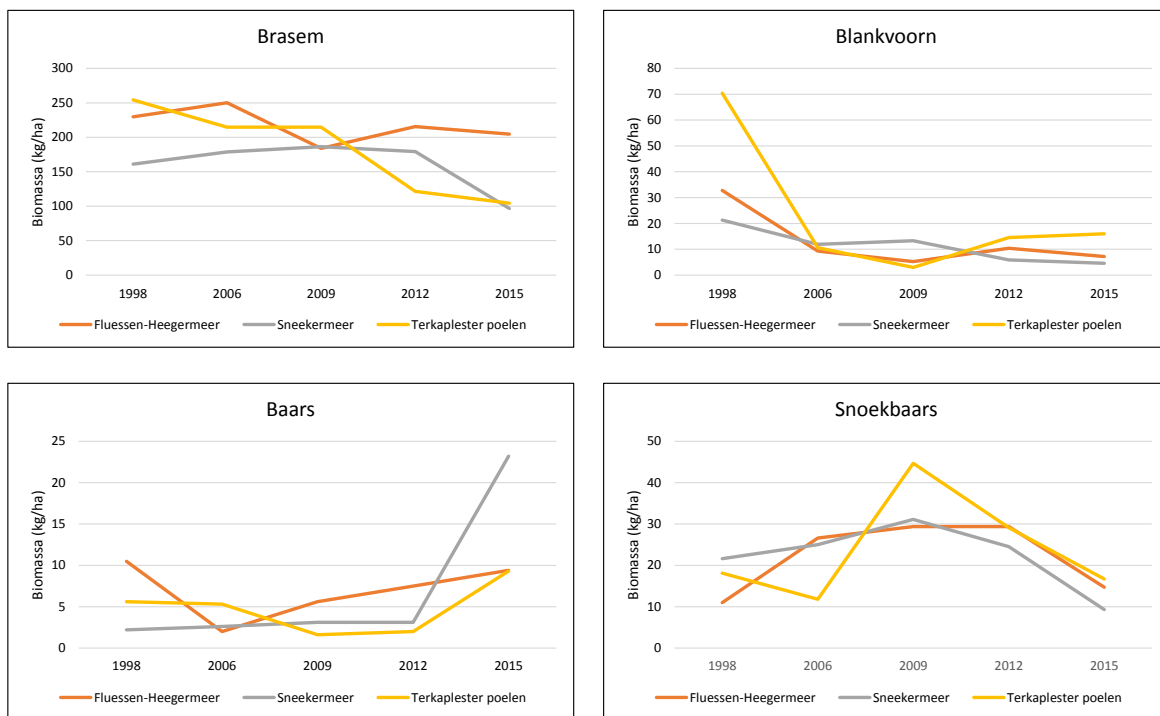 Brasem
Biomassa (kg/ha)
300
250
200
150
100
50
0
1998 2006 2009 2012 2015
Fluessen-Heegermeer Sneekermeer Terkaplester poelen
Blankvoorn
Biomassa (kg/ha)
80
70
60
50
40
30
20
10
0
1998 2006 2009 2012 2015
Fluessen-Heegermeer Sneekermeer Terkaplester poelen
Baars
Biomassa (kg/ha)
25
20
15
10
5
0
1998 2006 2009 2012 2015
Fluessen-Heegermeer Sneekermeer Terkaplester poelen
Snoekbaars
Biomassa (kg/ha)
50
40
30
20
10
0
1998 2006 2009 2012 2015
Fluessen-Heegermeer Sneekermeer Terkaplester poelen